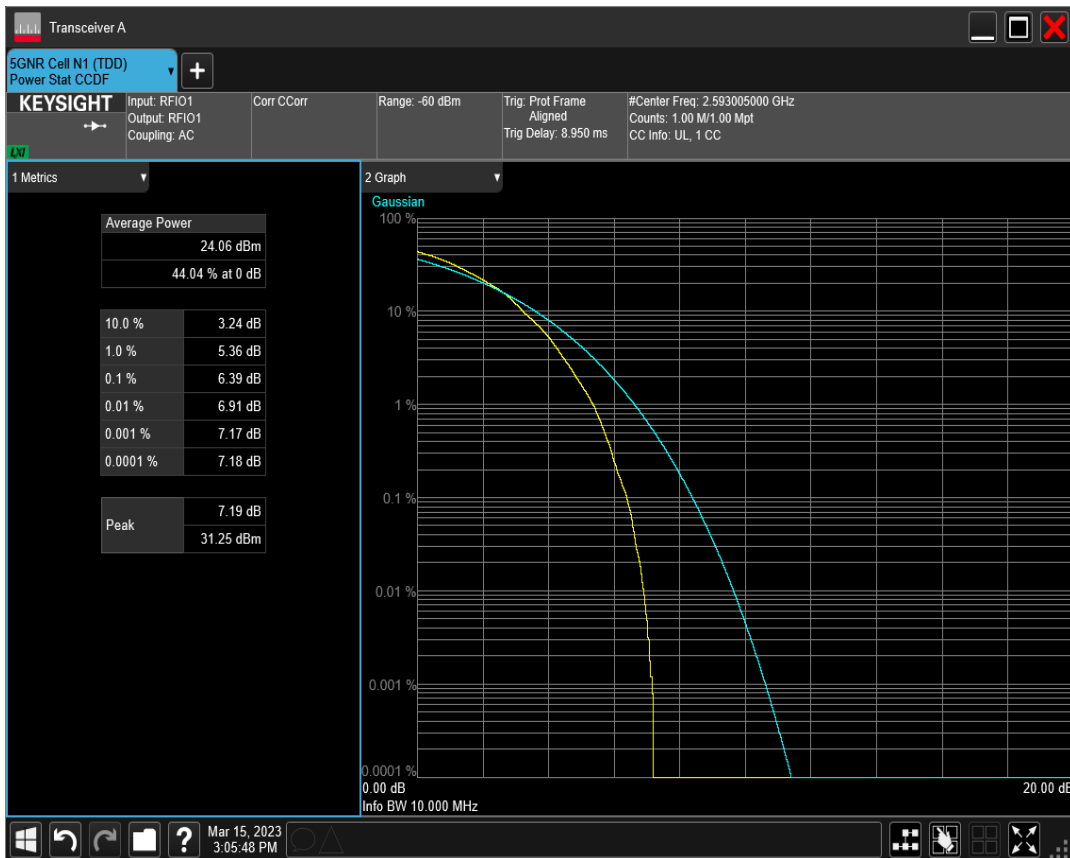 Transceiver A
5GNR Cell N1 (TDD)
Power Stat CCDF
KEYSIGHT
LXI
Input: RFIO1
Output: RFIO1
Coupling: AC
Corr CCorr
Range: -60 dBm
Trig: Prot Frame
Aligned
Trig Delay: 8.950 ms
#Center Freq: 2.593005000 GHz
Counts: 1.00 M/1.00 Mpt
CC Info: UL, 1 CC
1 Metrics
Average Power
24.06 dBm
44.04 % at 0 dB
10.0 % 3.24 dB
1.0 % 5.36 dB
0.1 % 6.39 dB
0.01 % 6.91 dB
0.001 % 7.17 dB
0.0001 % 7.18 dB
Peak
7.19 dB
31.25 dBm
2 Graph
Gaussian
100 %
10 %
1 %
0.1 %
0.01 %
0.001 %
0.0001 %
0.00 dB 20.00 dB
Info BW 10.000 MHz
?
Mar 15, 2023
3:05:48 PM